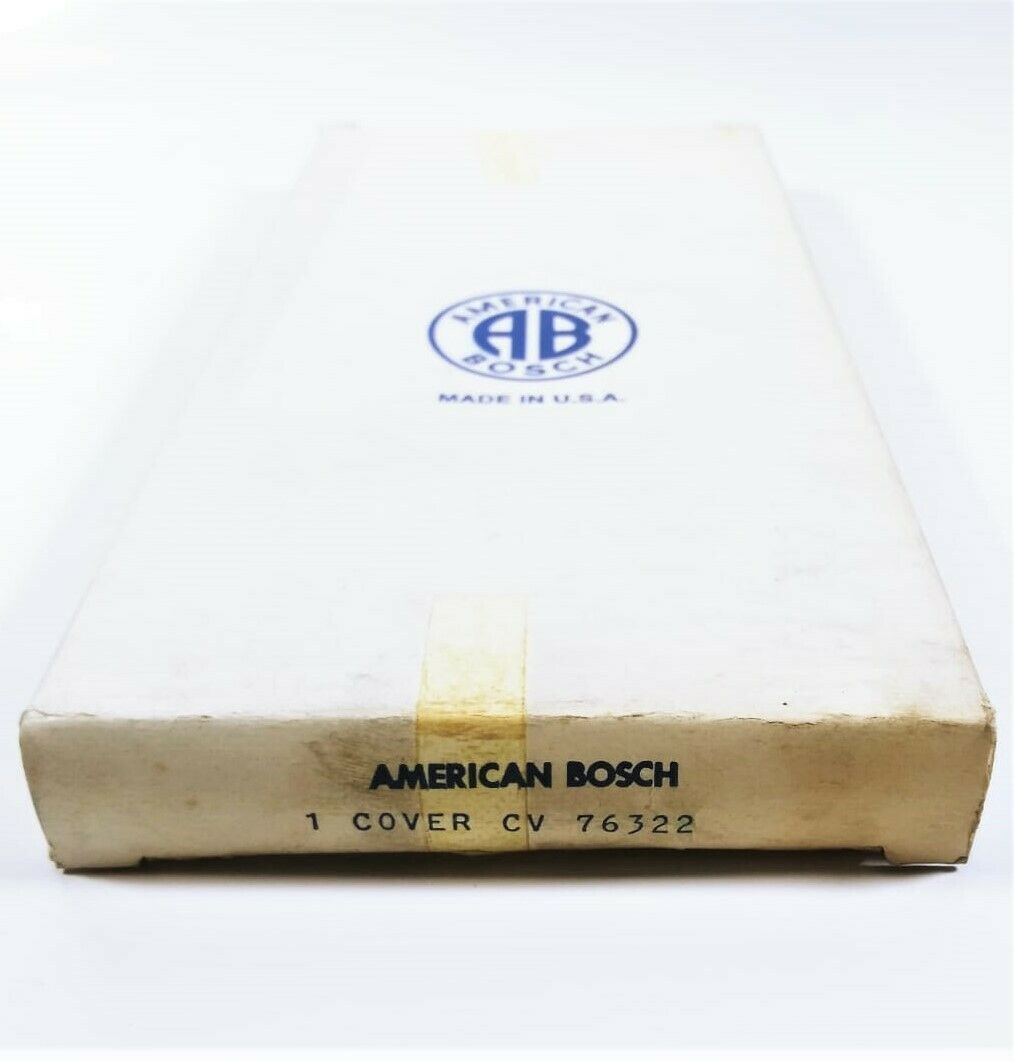 AMERICAN
AB
BOSCH
MADE IN U.S.A.
AMERICAN BOSCH
1 COVER CV 76322